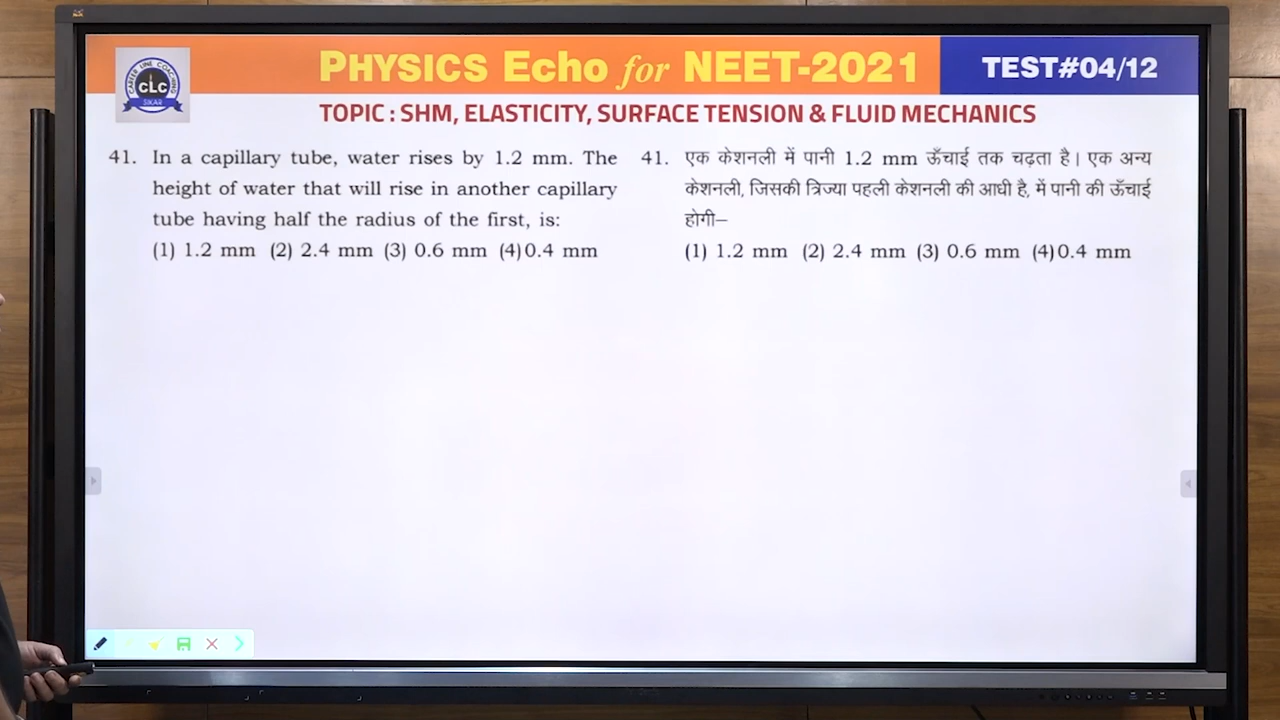 PHYSICS Echo for NEET-2021
TEST#04/12
CAREER LINE COACHING
CLC
SIKAR
TOPIC : SHM, ELASTICITY, SURFACE TENSION & FLUID MECHANICS
41. In a capillary tube, water rises by 1.2 mm. The
height of water that will rise in another capillary
tube having half the radius of the first, is:
(1) 1.2 mm (2) 2.4 mm (3) 0.6 mm (4)0.4 mm
41. एक केशनली में पानी 1.2 mm ऊँचाई तक चढ़ता है। एक अन्य
केशनली, जिसकी त्रिज्या पहली केशनली की आधी है, में पानी की ऊँचाई
होगी–
(1) 1.2 mm (2) 2.4 mm (3) 0.6 mm (4)0.4 mm